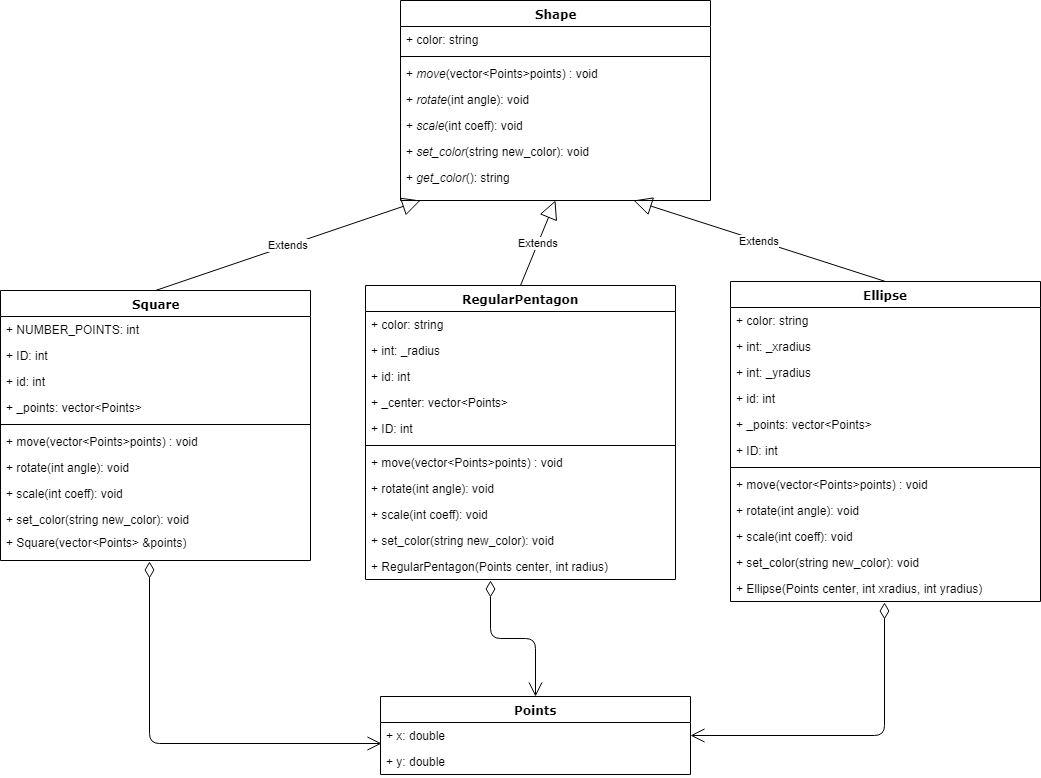 Shape
+ color: string
+ move(vector<Points>points) : void
+ rotate(int angle): void
+ scale(int coeff): void
+ set_color(string new_color): void
+ get_color(): string
Extends
Extends
Extends
Square
+ NUMBER_POINTS: int
+ ID: int
+ id: int
+ _points: vector<Points>
+ move(vector<Points>points) : void
+ rotate(int angle): void
+ scale(int coeff): void
+ set_color(string new_color): void
+ Square(vector<Points> &points)
RegularPentagon
+ color: string
+ int: _radius
+ id: int
+ _center: vector<Points>
+ ID: int
+ move(vector<Points>points) : void
+ rotate(int angle): void
+ scale(int coeff): void
+ set_color(string new_color): void
+ RegularPentagon(Points center, int radius)
Ellipse
+ color: string
+ int: _xradius
+ int: _yradius
+ id: int
+ _points: vector<Points>
+ ID: int
+ move(vector<Points>points) : void
+ rotate(int angle): void
+ scale(int coeff): void
+ set_color(string new_color): void
+ Ellipse(Points center, int xradius, int yradius)
Points
+ x: double
+ y: double